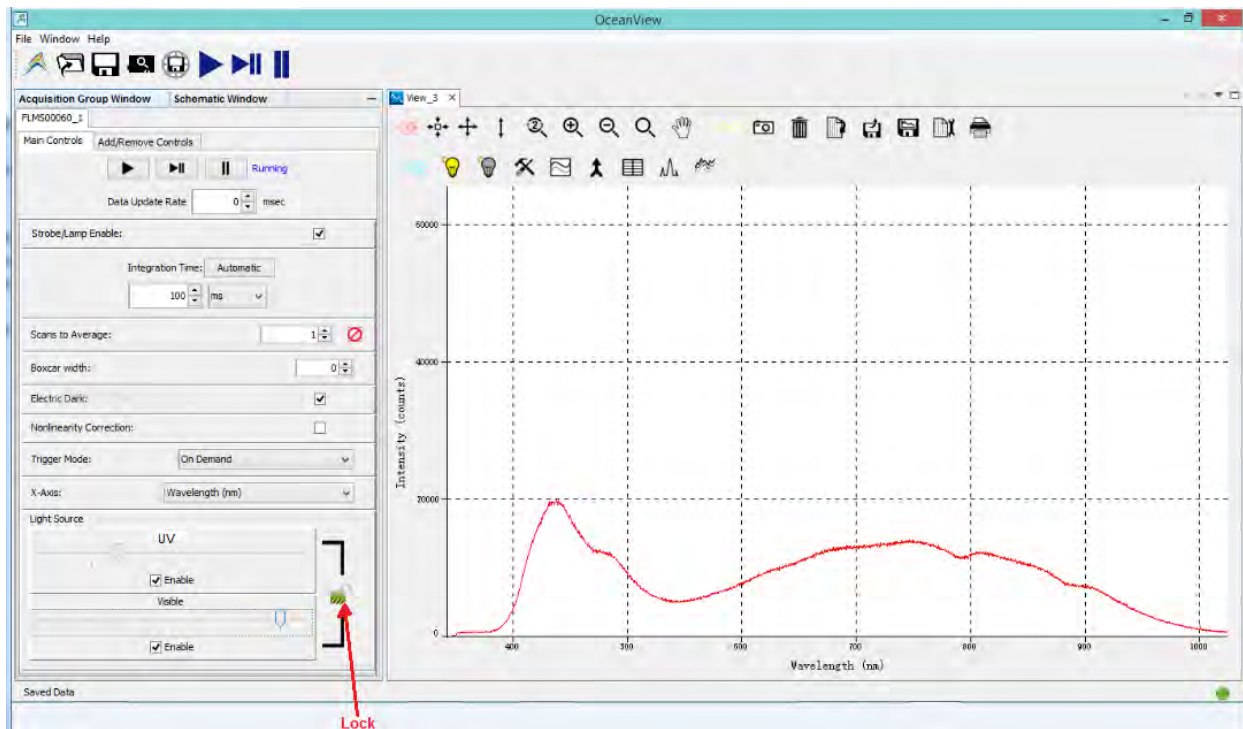 OceanView
File Window Help
Acquisition Group Window Schematic Window
View_3
FLMS00060_1
Main Controls Add/Remove Controls
Running
Data Update Rate 0 msec
Strobe/Lamp Enable:
Integration Time: Automatic
100 ms
Scans to Average: 1
Boxcar width: 0
Electric Dark:
Nonlinearity Correction:
Trigger Mode: On Demand
X-Axis: Wavelength (nm)
Light Source
UV
Enable
Visible
Enable
Saved Data
Lock
Intensity (counts)
60000
40000
20000
0
400 500 600 700 800 900 1000
Wavelength (nm)